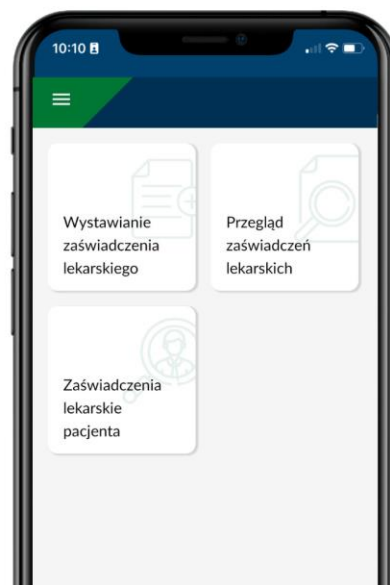 10:10
Wystawianie
zaświadczenia
lekarskiego
Przegląd
zaświadczeń
lekarskich
Zaświadczenia
lekarskie
pacjenta